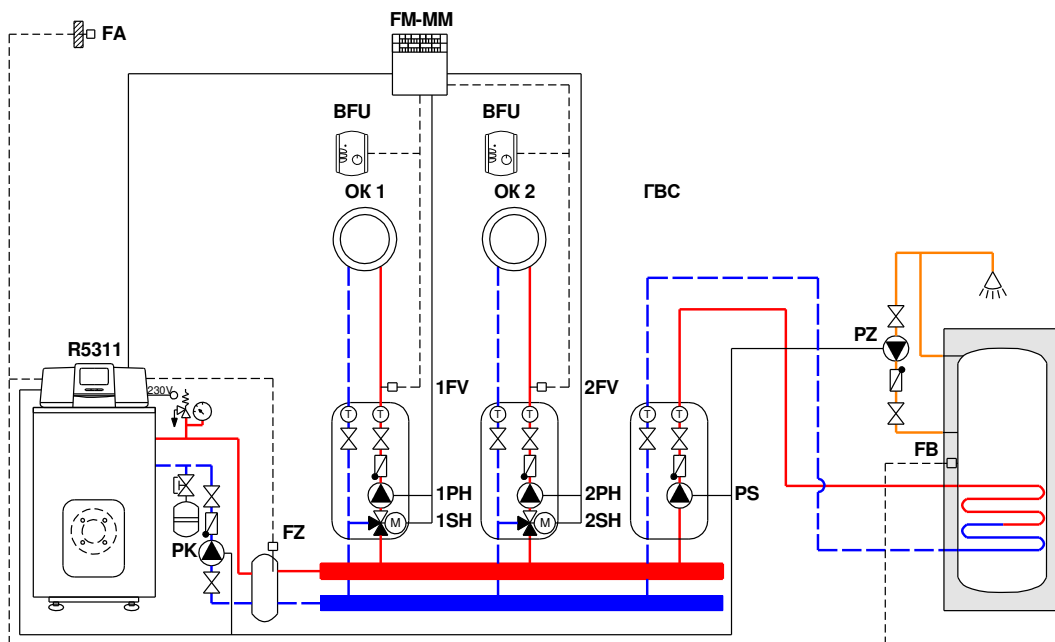 FM-MM
FA
BFU
BFU
ОК 1
ОК 2
ГВС
PZ
R5311
230V
1FV
2FV
T
T
T
T
T
T
FB
1PH
2PH
PS
1SH
2SH
M
M
FZ
PK